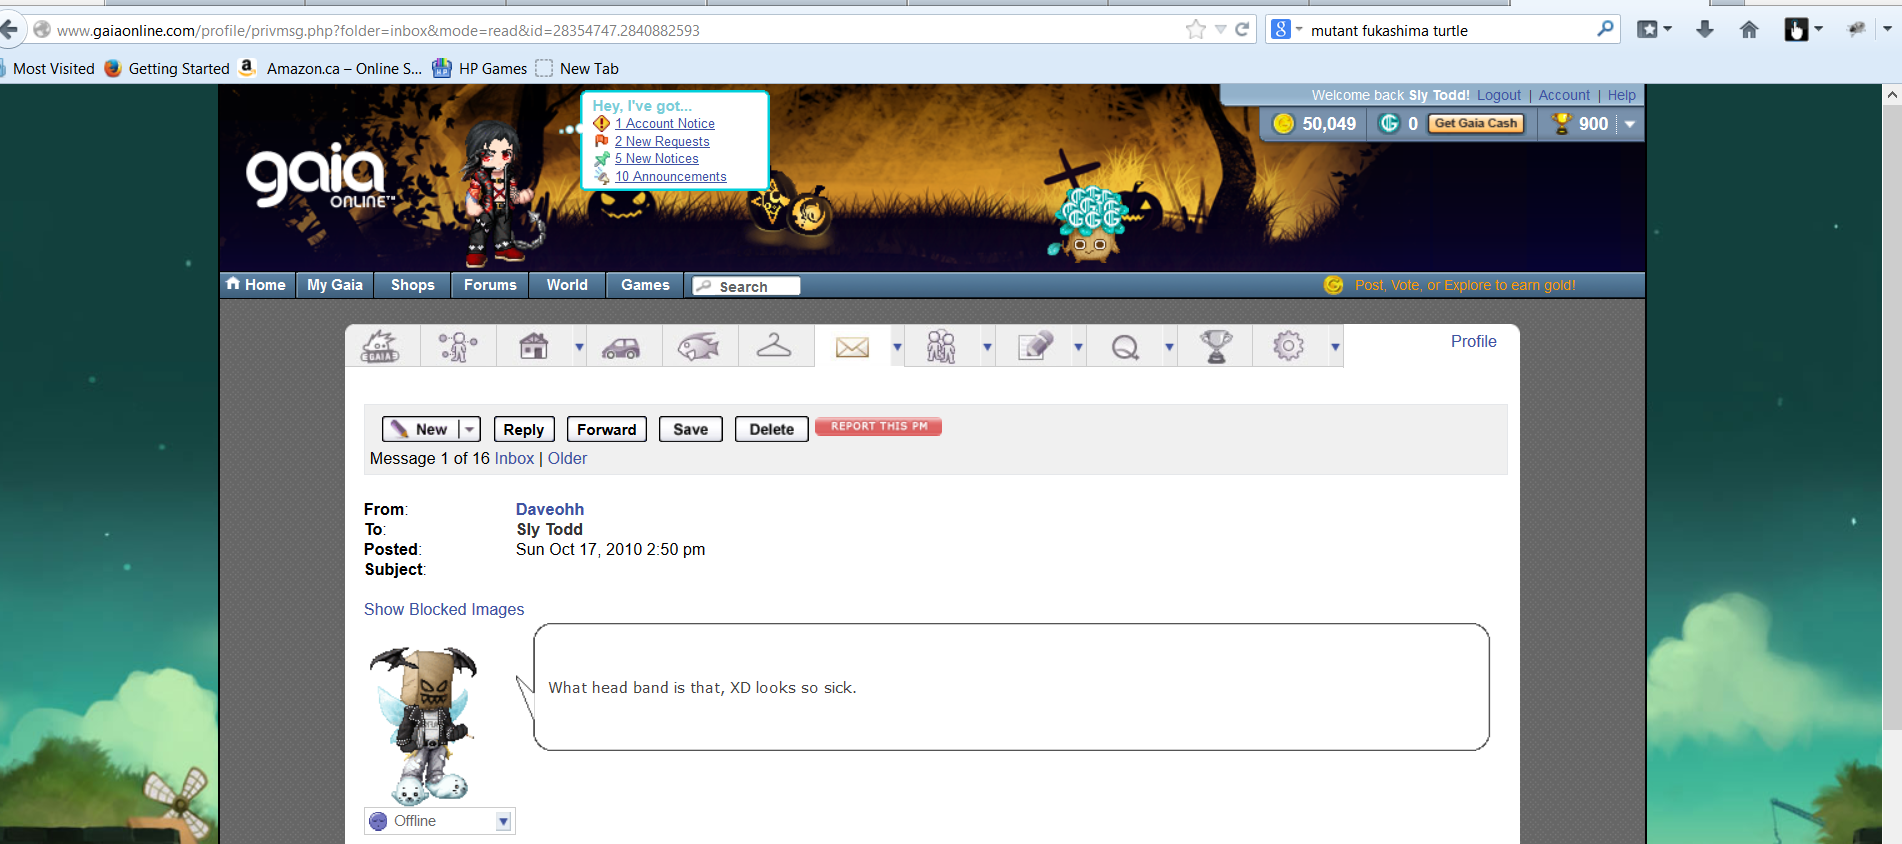 www.gaiaonline.com/profile/privmsg.php?folder=inbox&mode=read&id=28354747.2840882593
8
mutant fukashima turtle
Most Visited
Getting Started
a
Amazon.ca – Online S...
HP Games
New Tab
Hey, I've got...
1 Account Notice
2 New Requests
5 New Notices
10 Announcements
Welcome back Sly Todd! Logout | Account | Help
50,049
0
Get Gaia Cash
900
gaia
ONLINE™
Home
My Gaia
Shops
Forums
World
Games
Search
Post, Vote, or Explore to earn gold!
GAIA
Profile
New
Reply
Forward
Save
Delete
REPORT THIS PM
Message 1 of 16 Inbox | Older
From: Daveohh
To: Sly Todd
Posted: Sun Oct 17, 2010 2:50 pm
Subject:
Show Blocked Images
What head band is that, XD looks so sick.
Offline